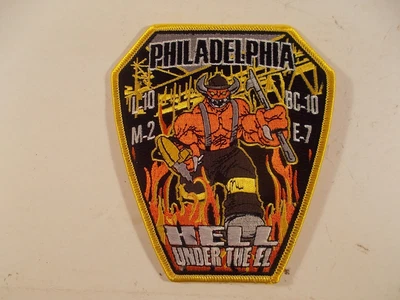 PHILADELPHIA
L-10 BC-10
M-2 E-7
HELL
UNDER THE EL